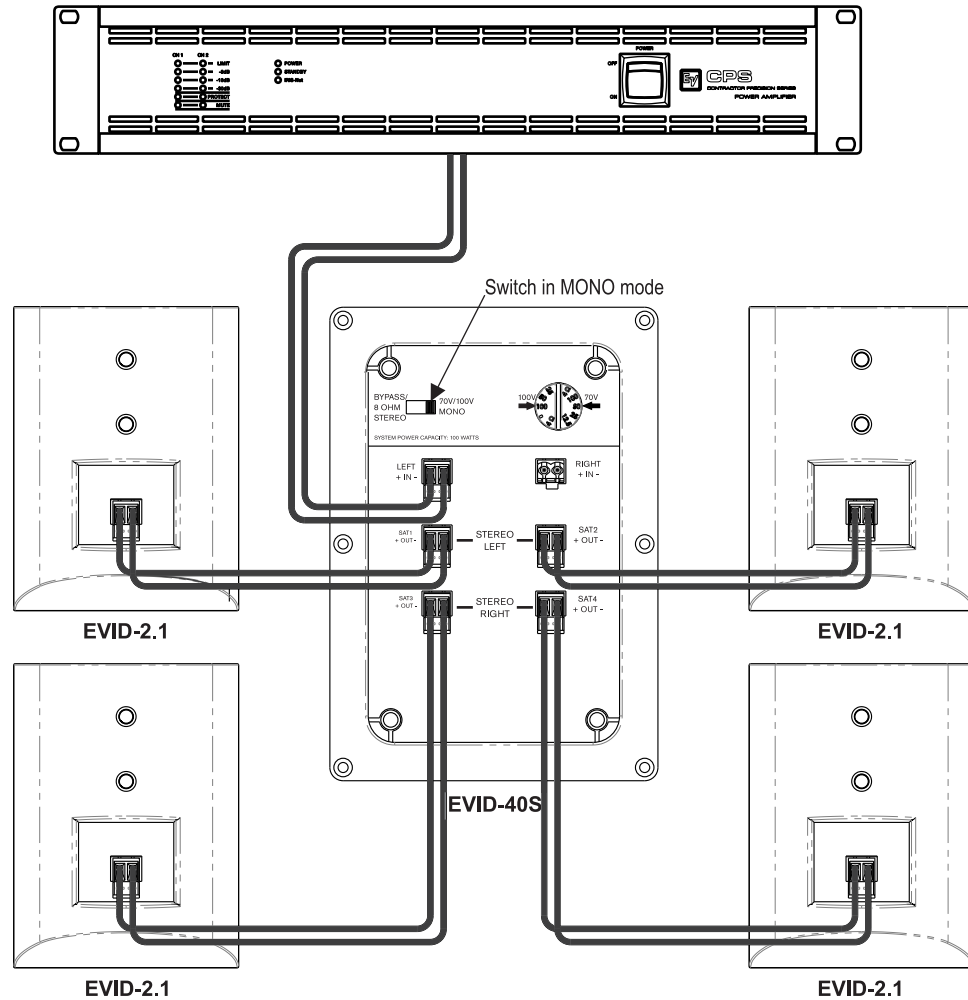 CH 1 CH 2
LIMIT
-10dB
-20dB
PROTECT
MUTE
POWER
STANDBY
POWER
OFF
ON
EV
CPS
CONTRACTOR PRECISION SERIES
POWER AMPLIFIER
Switch in MONO mode
BYPASS/
8 OHM
STEREO
70V/100V
MONO
100V
70V
SYSTEM POWER CAPACITY: 100 WATTS
LEFT
+ IN -
RIGHT
+ IN -
SAT1
+ OUT -
STEREO
LEFT
SAT2
+ OUT -
SAT3
+ OUT -
STEREO
RIGHT
SAT4
+ OUT -
EVID-2.1
EVID-2.1
EVID-40S
EVID-2.1
EVID-2.1